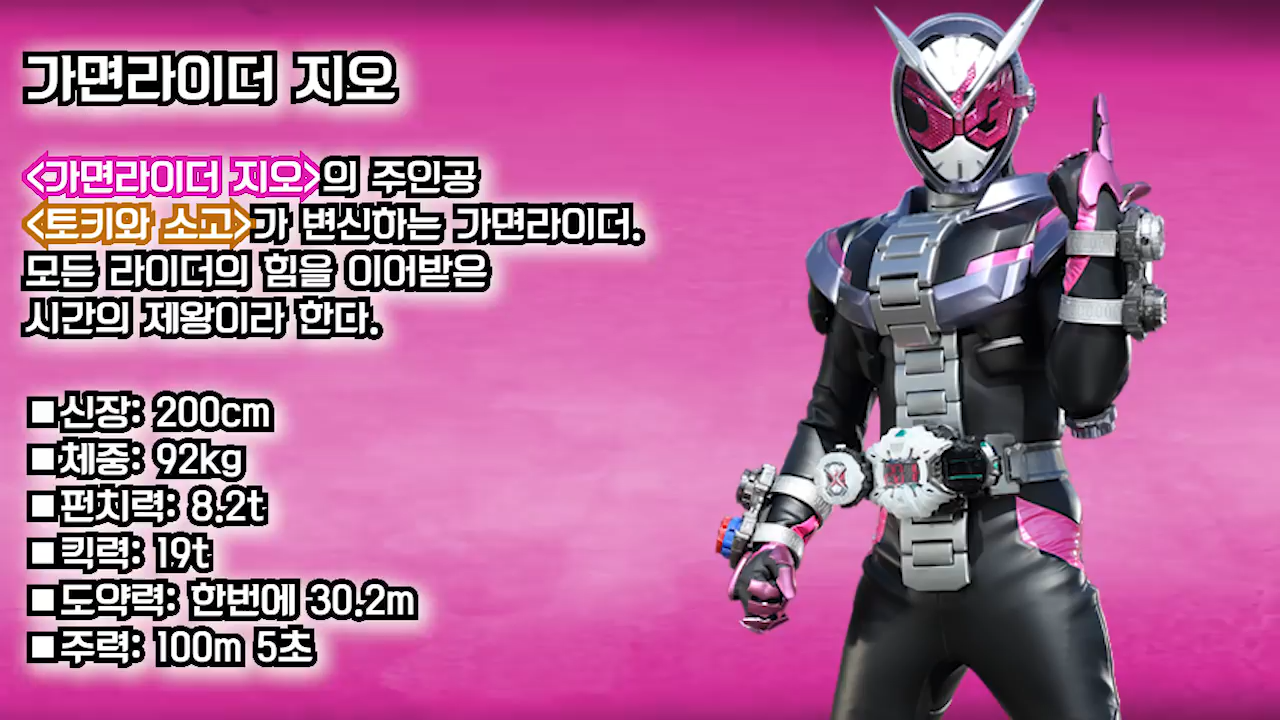 가면라이더 지오
<가면라이더 지오>의 주인공
<토키와 소고>가 변신하는 가면라이더.
모든 라이더의 힘을 이어받은
시간의 제왕이라 한다.
■신장: 200cm
■체중: 92kg
■펀치력: 8.2t
■킥력: 19t
■도약력: 한번에 30.2m
■주력: 100m 5초